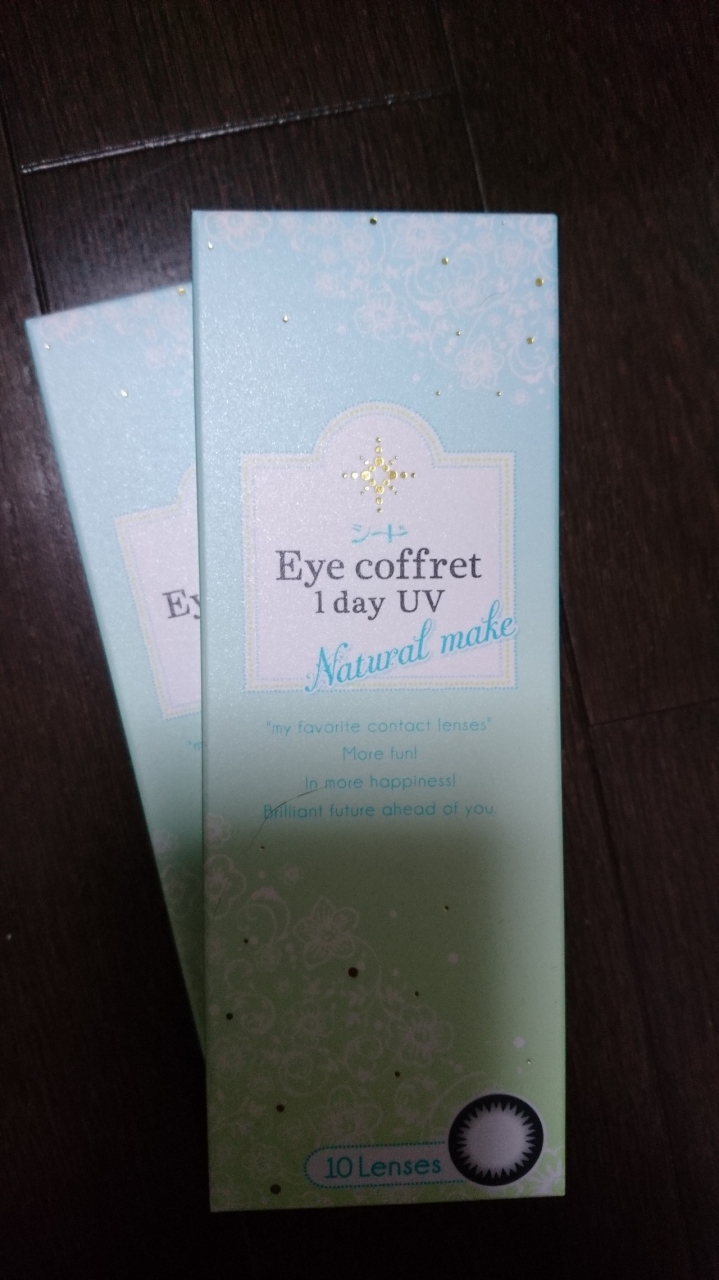 シード
Eye coffret
1 day UV
Natural make
"my favorite contact lenses"
More fun!
In more happiness!
Brilliant future ahead of you.
10 Lenses
Ey
"m